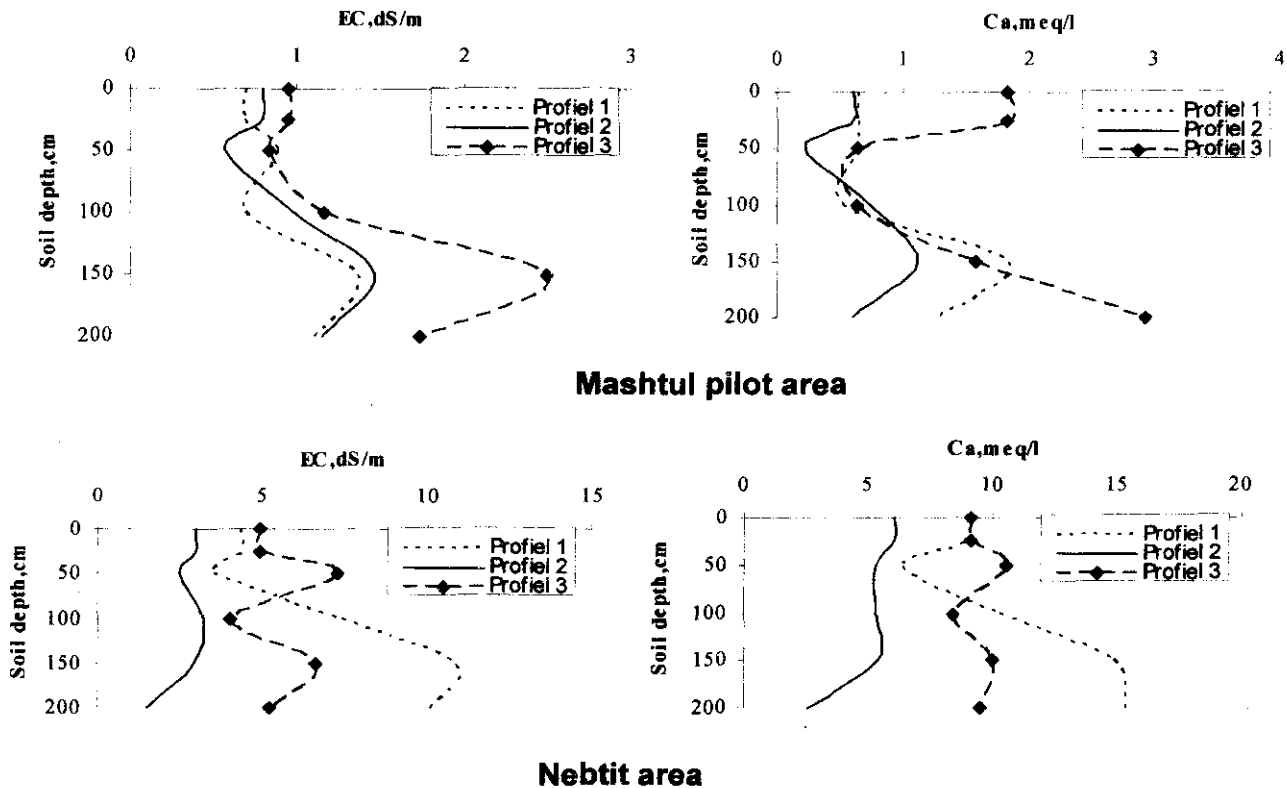 EC,dS/m
0 1 2 3
0
50
100
150
200
Soil depth,cm
Profiel 1
Profiel 2
Profiel 3
Ca,meq/l
0 1 2 3 4
0
50
100
150
200
Soil depth,cm
Profiel 1
Profiel 2
Profiel 3
Mashtul pilot area
EC,dS/m
0 5 10 15
0
50
100
150
200
Soil depth,cm
Profiel 1
Profiel 2
Profiel 3
Ca,meq/l
0 5 10 15 20
0
50
100
150
200
Soil depth,cm
Profiel 1
Profiel 2
Profiel 3
Nebtit area